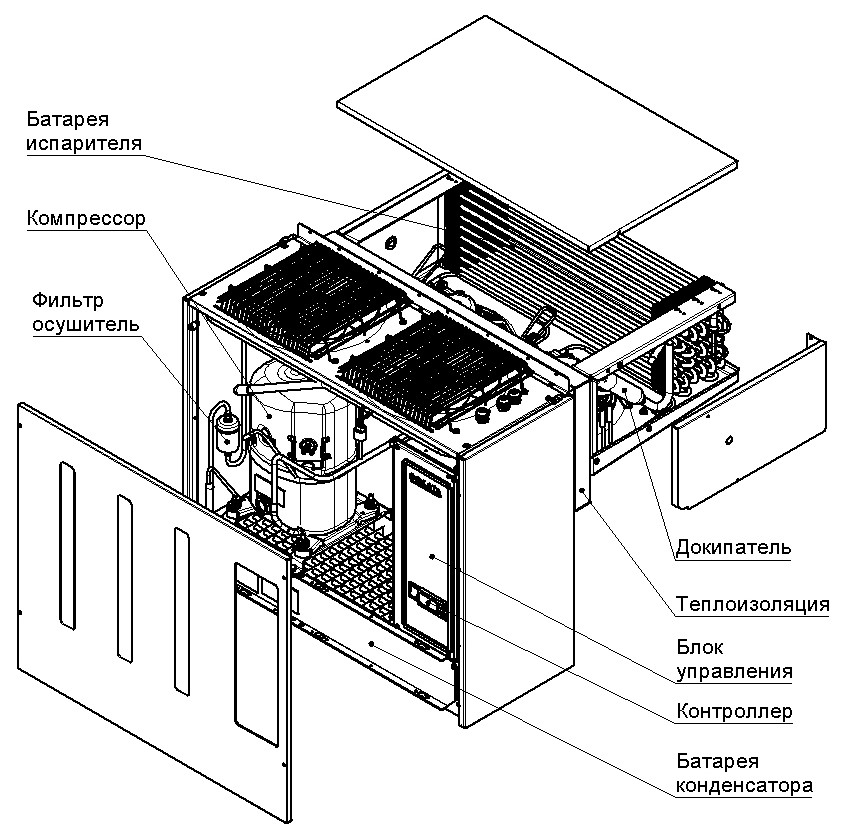 Батарея
испарителя
Компрессор
Фильтр
осушитель
Докипатель
Теплоизоляция
Блок
управления
Контроллер
Батарея
конденсатора